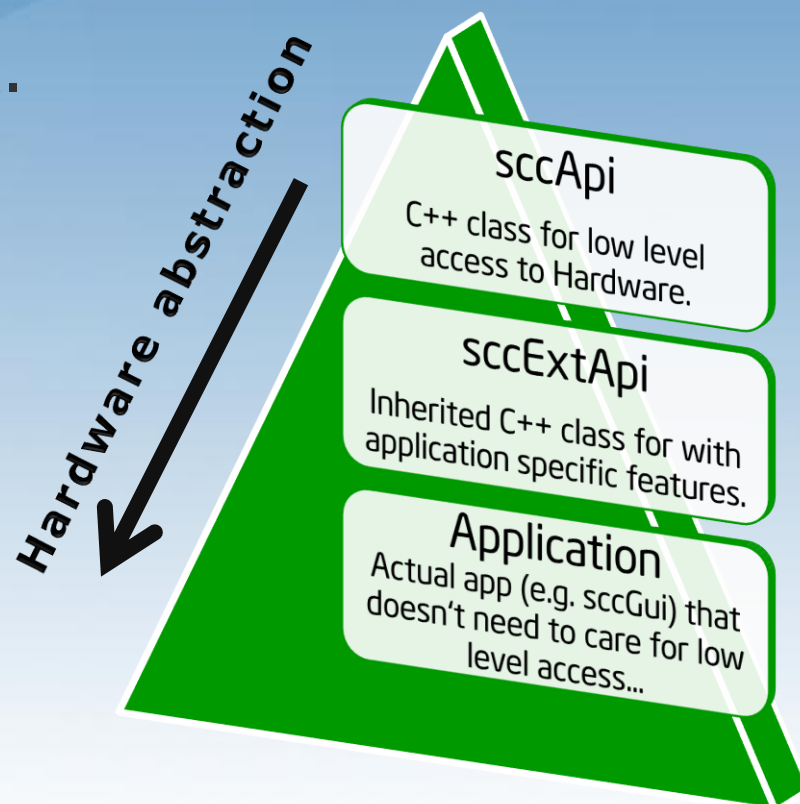 Hardware abstraction
sccApi
C++ class for low level
access to Hardware.
sccExtApi
Inherited C++ class for with
application specific features.
Application
Actual app (e.g. sccGui) that
doesn't need to care for low
level access...